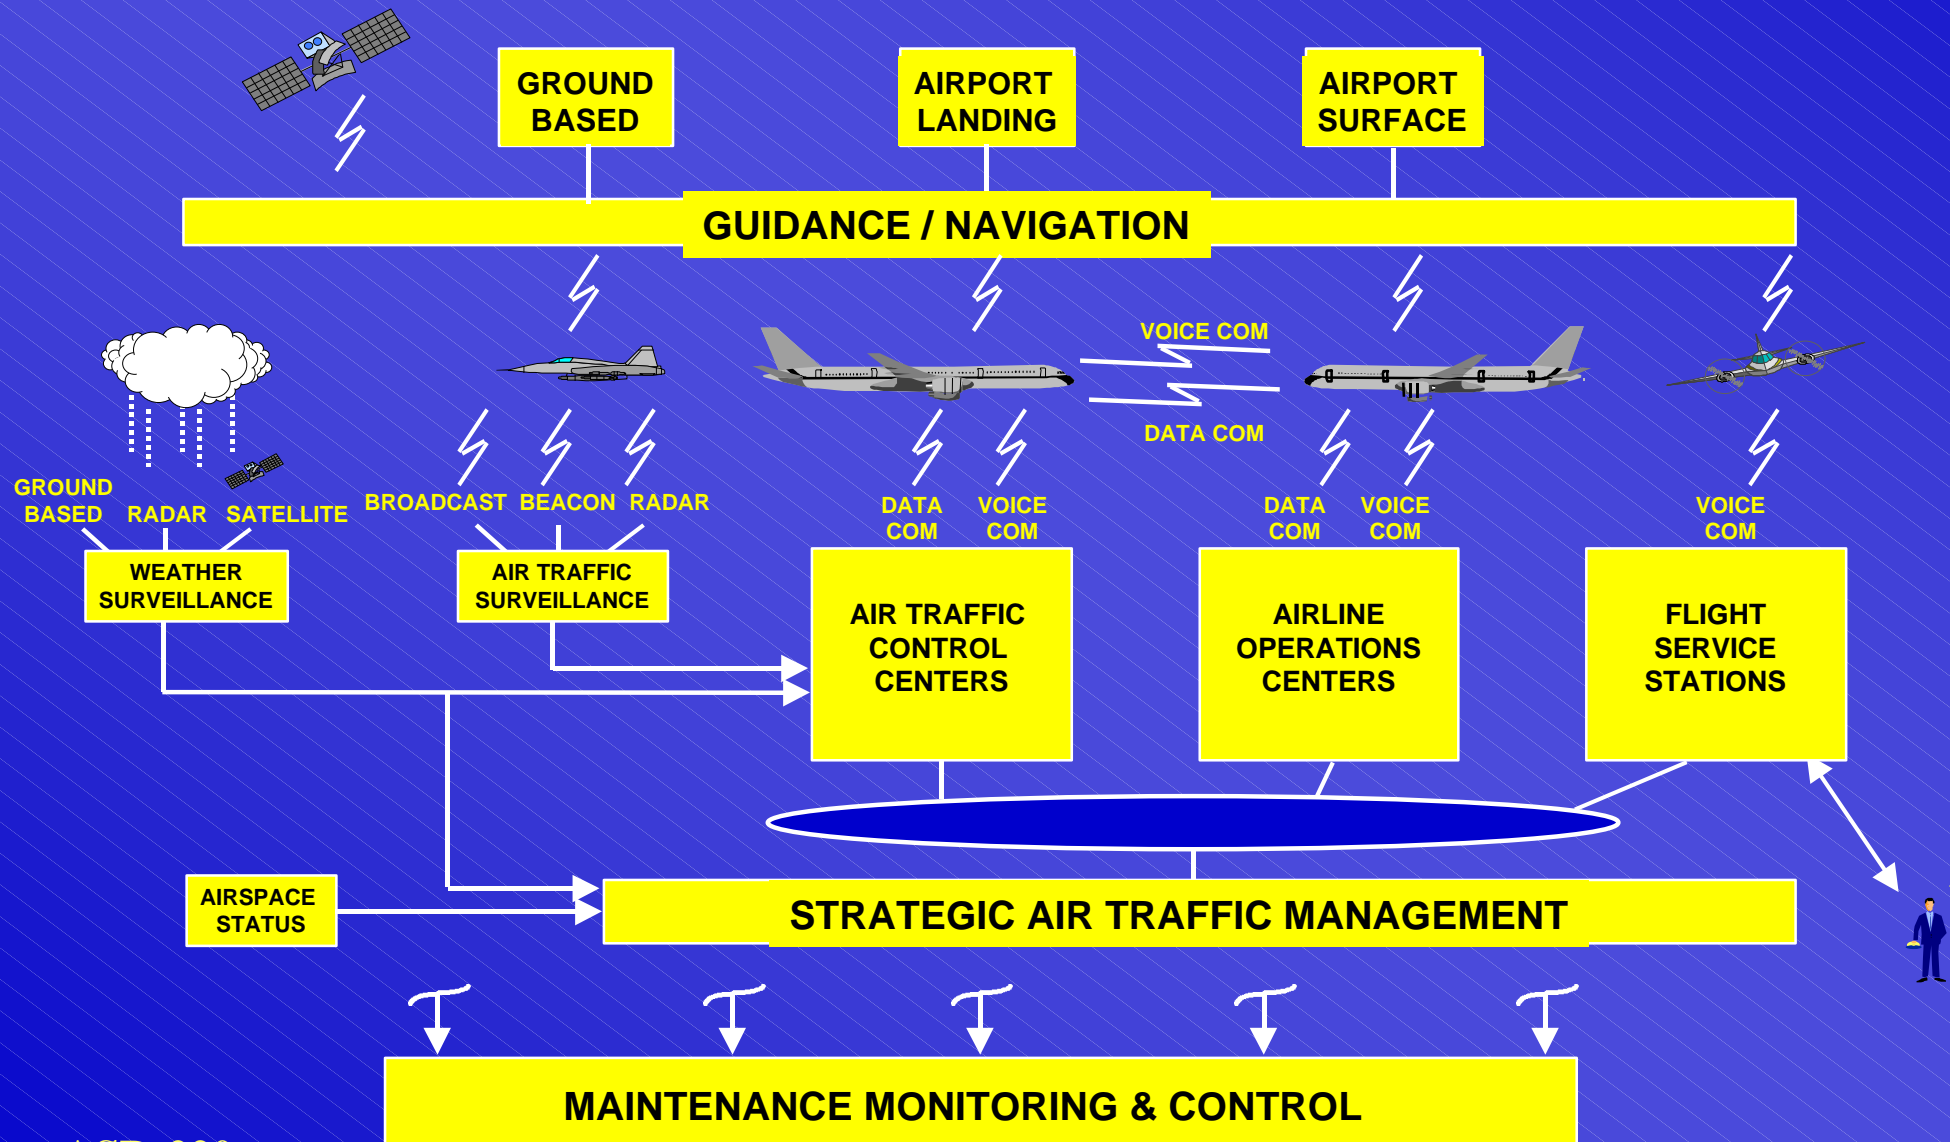 GROUND
BASED
AIRPORT
LANDING
AIRPORT
SURFACE
GUIDANCE / NAVIGATION
VOICE COM
DATA COM
GROUND
BASED
RADAR
SATELLITE
BROADCAST
BEACON
RADAR
DATA
COM
VOICE
COM
DATA
COM
VOICE
COM
VOICE
COM
WEATHER
SURVEILLANCE
AIR TRAFFIC
SURVEILLANCE
AIR TRAFFIC
CONTROL
CENTERS
AIRLINE
OPERATIONS
CENTERS
FLIGHT
SERVICE
STATIONS
AIRSPACE
STATUS
STRATEGIC AIR TRAFFIC MANAGEMENT
MAINTENANCE MONITORING & CONTROL